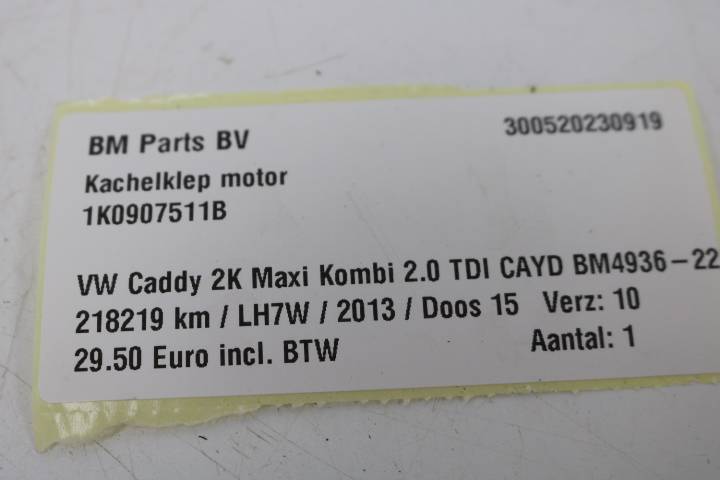 BM Parts BV 300520230919
Kachelklep motor
1K0907511B
VW Caddy 2K Maxi Kombi 2.0 TDI CAYD BM4936-22
218219 km / LH7W / 2013 / Doos 15 Verz: 10
29.50 Euro incl. BTW Aantal: 1